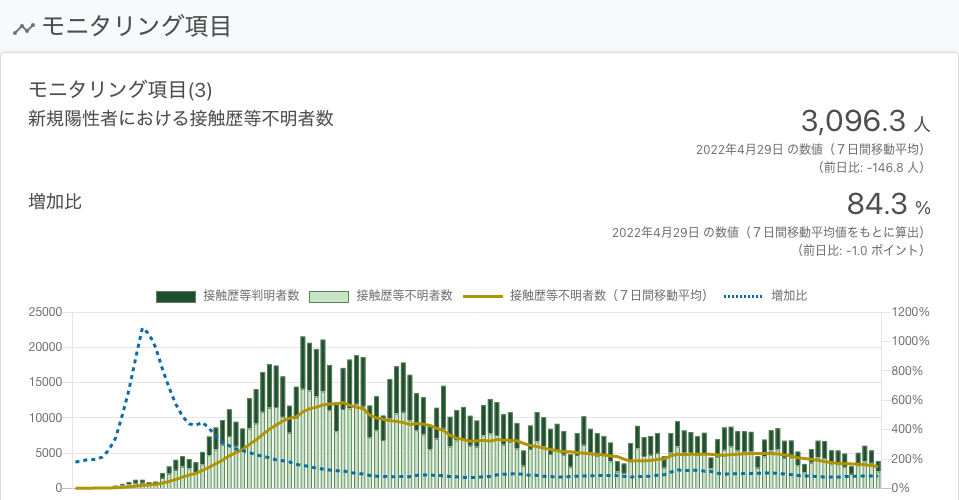 モニタリング項目
モニタリング項目(3)
新規陽性者における接触歴等不明者数
3,096.3 人
2022年4月29日 の数値（７日間移動平均）
（前日比: -146.8 人）
増加比
84.3 %
2022年4月29日 の数値（７日間移動平均値をもとに算出）
（前日比: -1.0 ポイント）
接触歴等判明者数 接触歴等不明者数 接触歴等不明者数（７日間移動平均） 増加比
25000 1200%
20000 1000%
15000 800%
10000 600%
5000 400%
0 200%
0%